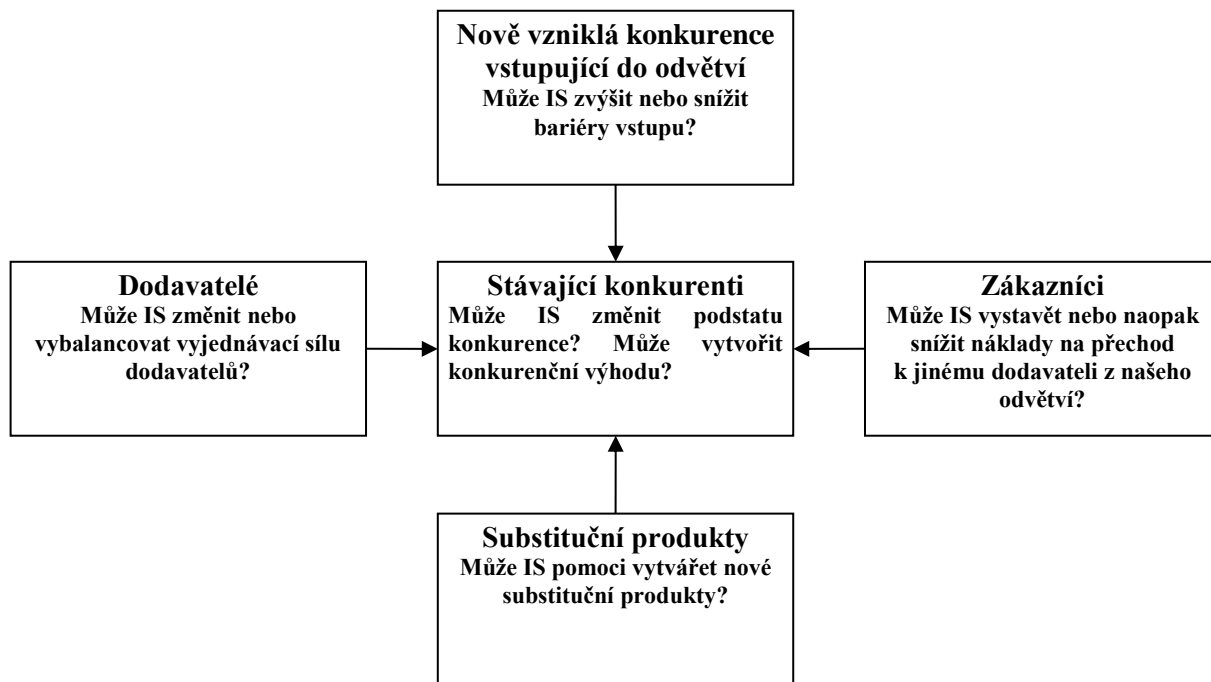 Nově vzniklá konkurence
vstupující do odvětví
Může IS zvýšit nebo snížit
bariéry vstupu?
Dodavatelé
Může IS změnit nebo
vybalancovat vyjednávací sílu
dodavatelů?
Stávající konkurenti
Může IS změnit podstatu
konkurence? Může vytvořit
konkurenční výhodu?
Zákazníci
Může IS vystavět nebo naopak
snížit náklady na přechod
k jinému dodavateli z našeho
odvětví?
Substituční produkty
Může IS pomoci vytvářet nové
substituční produkty?